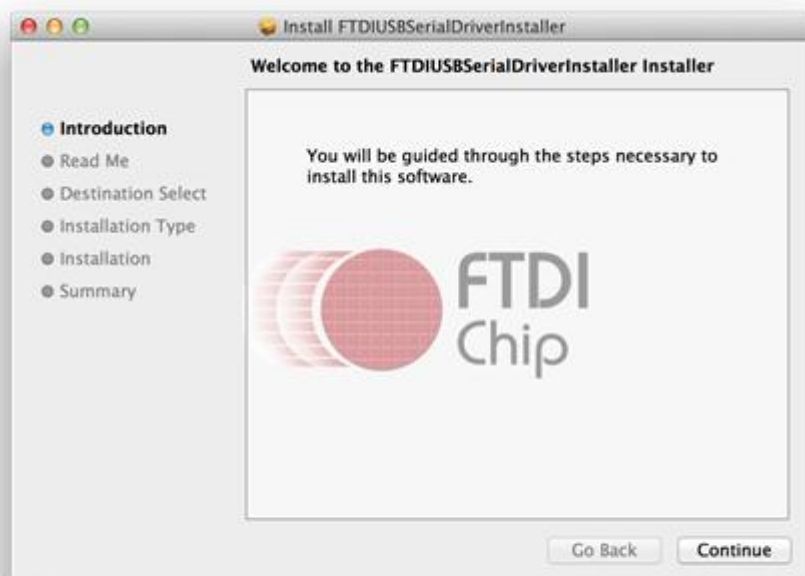 Install FTDIUSBSerialDriverInstaller
Welcome to the FTDIUSBSerialDriverInstaller Installer
Introduction
Read Me
Destination Select
Installation Type
Installation
Summary
You will be guided through the steps necessary to
install this software.
FTDI
Chip
Go Back
Continue